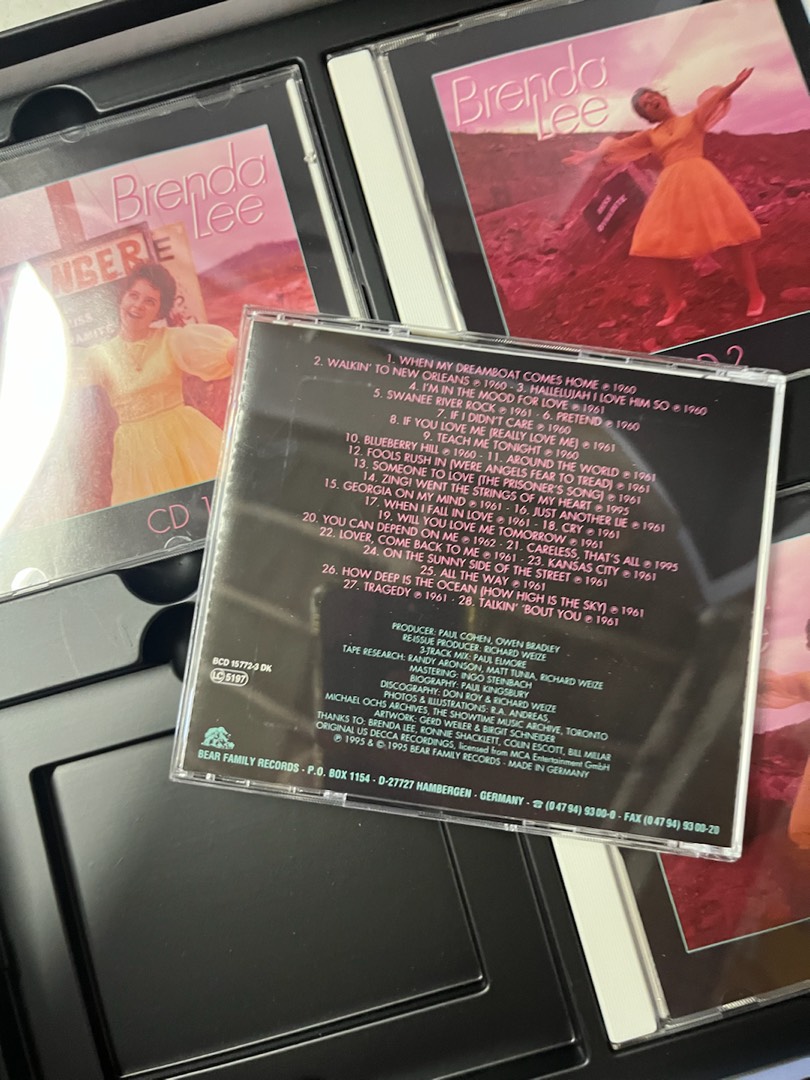 Brenda
Lee
Brenda
Lee
CD 1
1. WHEN MY DREAMBOAT COMES HOME ℗ 1960
2. WALKIN' TO NEW ORLEANS ℗ 1960 · 3. HALLELUJAH I LOVE HIM SO ℗ 1960
4. I'M IN THE MOOD FOR LOVE ℗ 1961
5. SWANEE RIVER ROCK ℗ 1961 · 6. PRETEND ℗ 1960
7. IF I DIDN'T CARE ℗ 1960
8. IF YOU LOVE ME (REALLY LOVE ME) ℗ 1961
9. TEACH ME TONIGHT ℗ 1960
10. BLUEBERRY HILL ℗ 1960 · 11. AROUND THE WORLD ℗ 1961
12. FOOLS RUSH IN (WERE ANGELS FEAR TO TREAD) ℗ 1961
13. SOMEONE TO LOVE (THE PRISONER'S SONG) ℗ 1961
14. ZING! WENT THE STRINGS OF MY HEART ℗ 1995
15. GEORGIA ON MY MIND ℗ 1961 · 16. JUST ANOTHER LIE ℗ 1961
17. WHEN I FALL IN LOVE ℗ 1961 · 18. CRY ℗ 1961
19. WILL YOU LOVE ME TOMORROW ℗ 1961
20. YOU CAN DEPEND ON ME ℗ 1962 · 21. CARELESS, THAT'S ALL ℗ 1995
22. LOVER, COME BACK TO ME ℗ 1961 · 23. KANSAS CITY ℗ 1961
24. ON THE SUNNY SIDE OF THE STREET ℗ 1961
25. ALL THE WAY ℗ 1961
26. HOW DEEP IS THE OCEAN (HOW HIGH IS THE SKY) ℗ 1961
27. TRAGEDY ℗ 1961 · 28. TALKIN' 'BOUT YOU ℗ 1961
PRODUCER: PAUL COHEN, OWEN BRADLEY
RE-ISSUE PRODUCER: RICHARD WEIZE
3-TRACK MIX: PAUL ELMORE
TAPE RESEARCH: RANDY ARONSON, MATT TUNIA, RICHARD WEIZE
MASTERING: INGO STEINBACH
BIOGRAPHY: PAUL KINGSBURY
DISCOGRAPHY: DON ROY & RICHARD WEIZE
PHOTOS & ILLUSTRATIONS: R.A. ANDREAS,
MICHAEL OCHS ARCHIVES, THE SHOWTIME MUSIC ARCHIVE, TORONTO
ARTWORK: GERD WEILER & BIRGIT SCHNEIDER
THANKS TO: BRENDA LEE, RONNIE SHACKLETT, COLIN ESCOTT, BILL MILLAR
ORIGINAL US DECCA RECORDINGS, licensed from MCA Entertainment GmbH
℗ 1995 & © 1995 BEAR FAMILY RECORDS · MADE IN GERMANY
BCD 15772-3 DK
LC 5197
BEAR FAMILY RECORDS · P.O. BOX 1154 · D-27727 HAMBERGEN · GERMANY · ☎ (0 47 94) 93 00-0 · FAX (0 47 94) 93 00-20